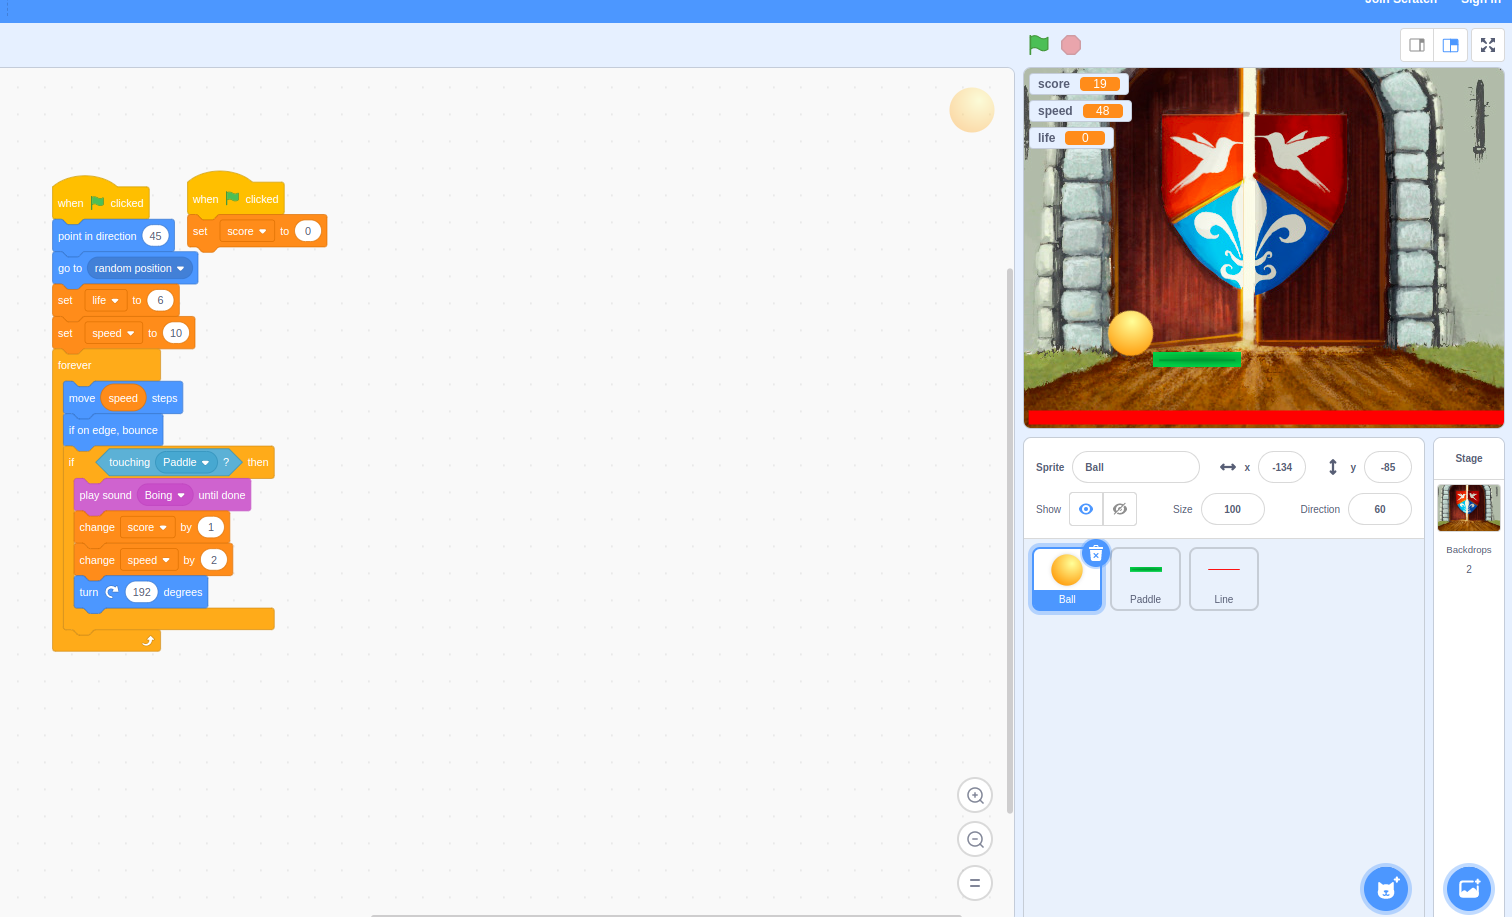 Join Scratch Sign in
score 19
speed 48
life 0
when clicked
point in direction 45
go to random position
set life to 6
set speed to 10
forever
move speed steps
if on edge, bounce
if touching Paddle ? then
play sound Boing until done
change score by 1
change speed by 2
turn 192 degrees
when clicked
set score to 0
Sprite Ball x -134 y -85
Show Size 100 Direction 60
Ball
Paddle
Line
Stage
Backdrops
2